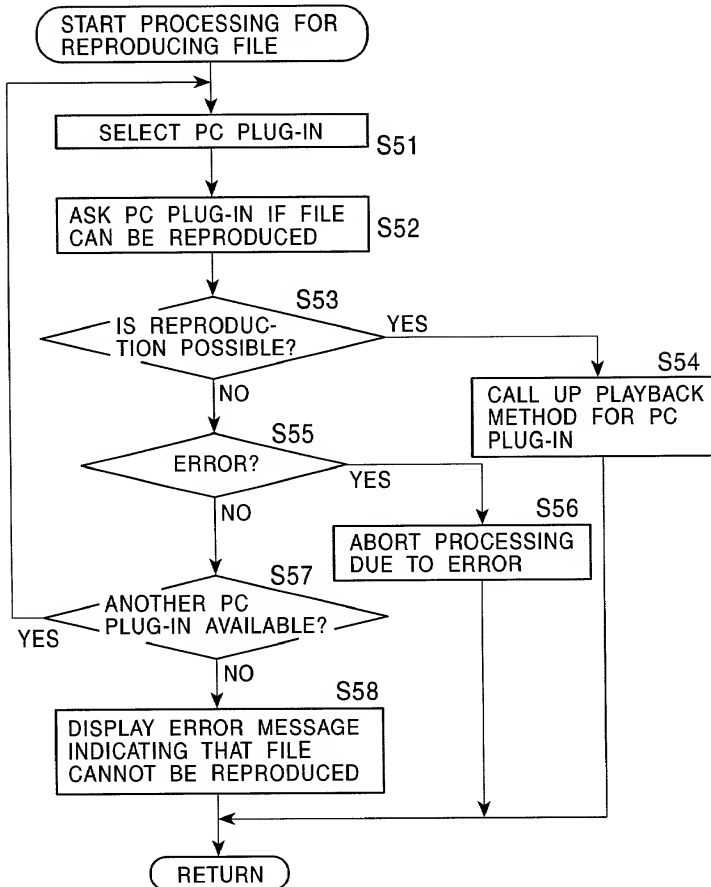 START PROCESSING FOR
REPRODUCING FILE
SELECT PC PLUG-IN
S51
ASK PC PLUG-IN IF FILE
CAN BE REPRODUCED
S52
S53
IS REPRODUC-
TION POSSIBLE?
YES
NO
S54
CALL UP PLAYBACK
METHOD FOR PC
PLUG-IN
S55
ERROR?
YES
NO
S56
ABORT PROCESSING
DUE TO ERROR
S57
ANOTHER PC
PLUG-IN AVAILABLE?
YES
NO
S58
DISPLAY ERROR MESSAGE
INDICATING THAT FILE
CANNOT BE REPRODUCED
RETURN